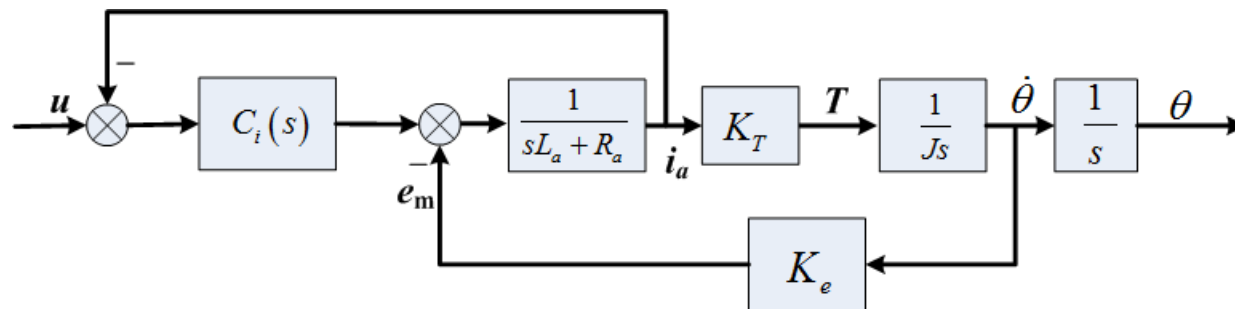 −
u
C_i(s)
1
sL_a + R_a
i_a
K_T
T
1
Js
θ̇
1
s
θ
−
e_m
K_e